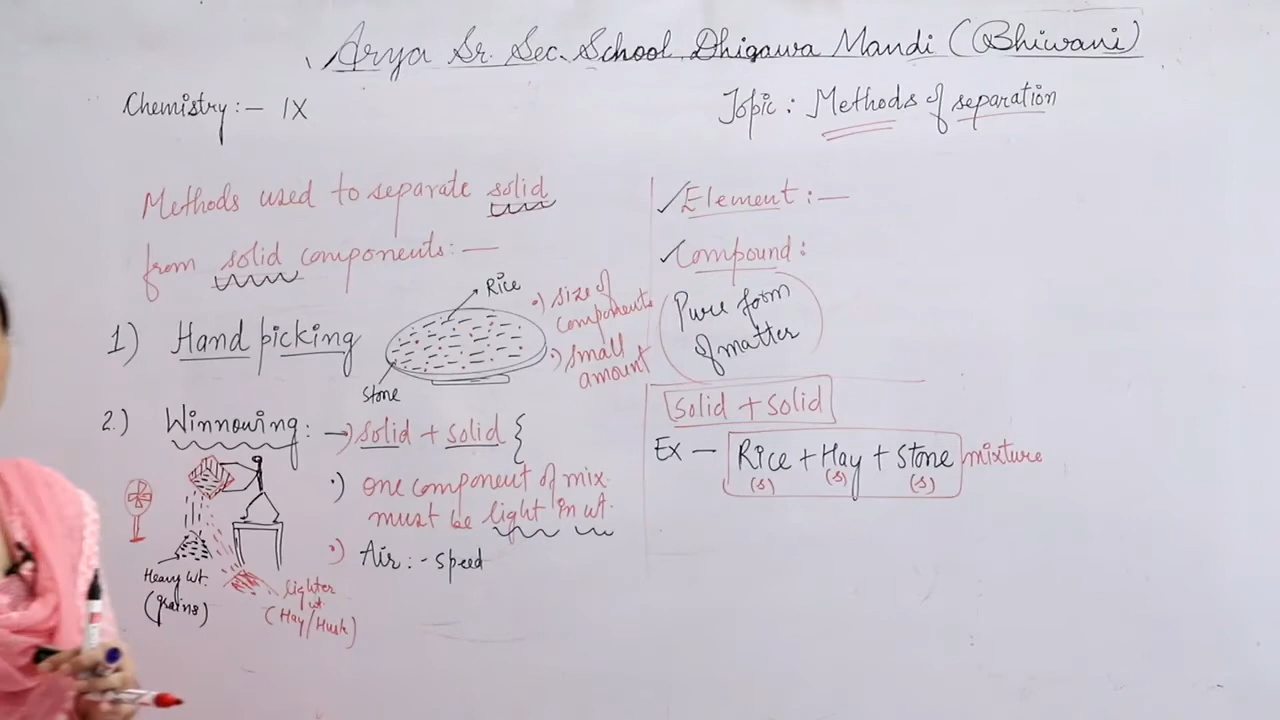 Arya Sr. Sec. School Dhigawa Mandi (Bhiwani)
Chemistry :- IX
Topic : Methods of separation
Methods used to separate solid
from solid components :-
1) Hand picking
Rice
Stone
•) size of
components
•) small
amount
2.) Winnowing : → solid + solid {
•) one component of mix.
must be light in wt.
•) Air : - speed
Heavy wt.
(grains)
lighter
wt.
(Hay/Husk)
✓Element :-
✓Compound :
Pure form
of matter
Solid + solid
Ex - Rice + Hay + Stone mixture
(s) (s) (s)